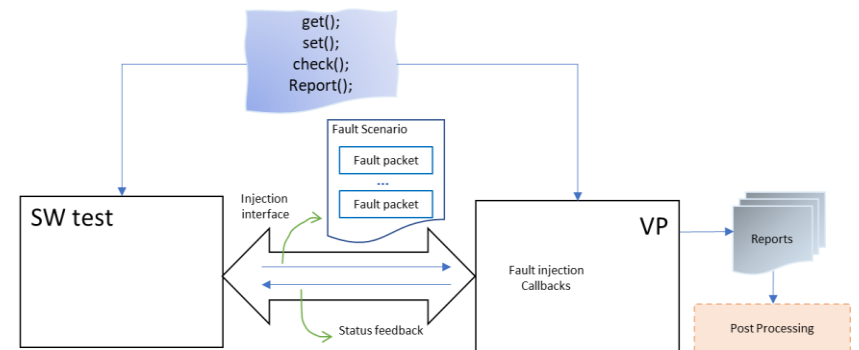 get();
set();
check();
Report();
Fault Scenario
Fault packet
...
Fault packet
Injection
interface
SW test
VP
Fault injection
Callbacks
Reports
Status feedback
Post Processing